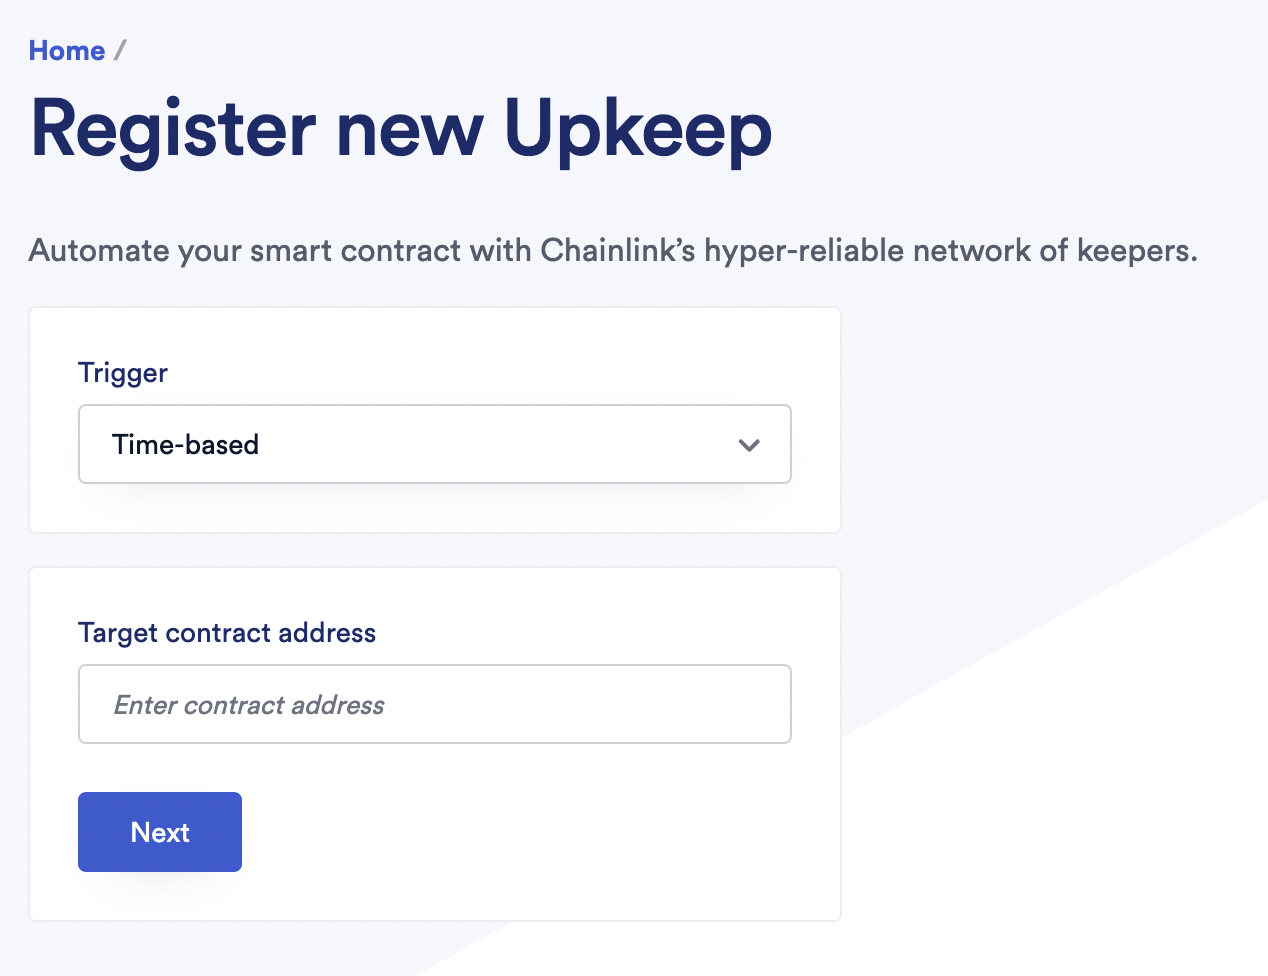 Home /
Register new Upkeep
Automate your smart contract with Chainlink’s hyper-reliable network of keepers.
Trigger
Time-based
Target contract address
Enter contract address
Next